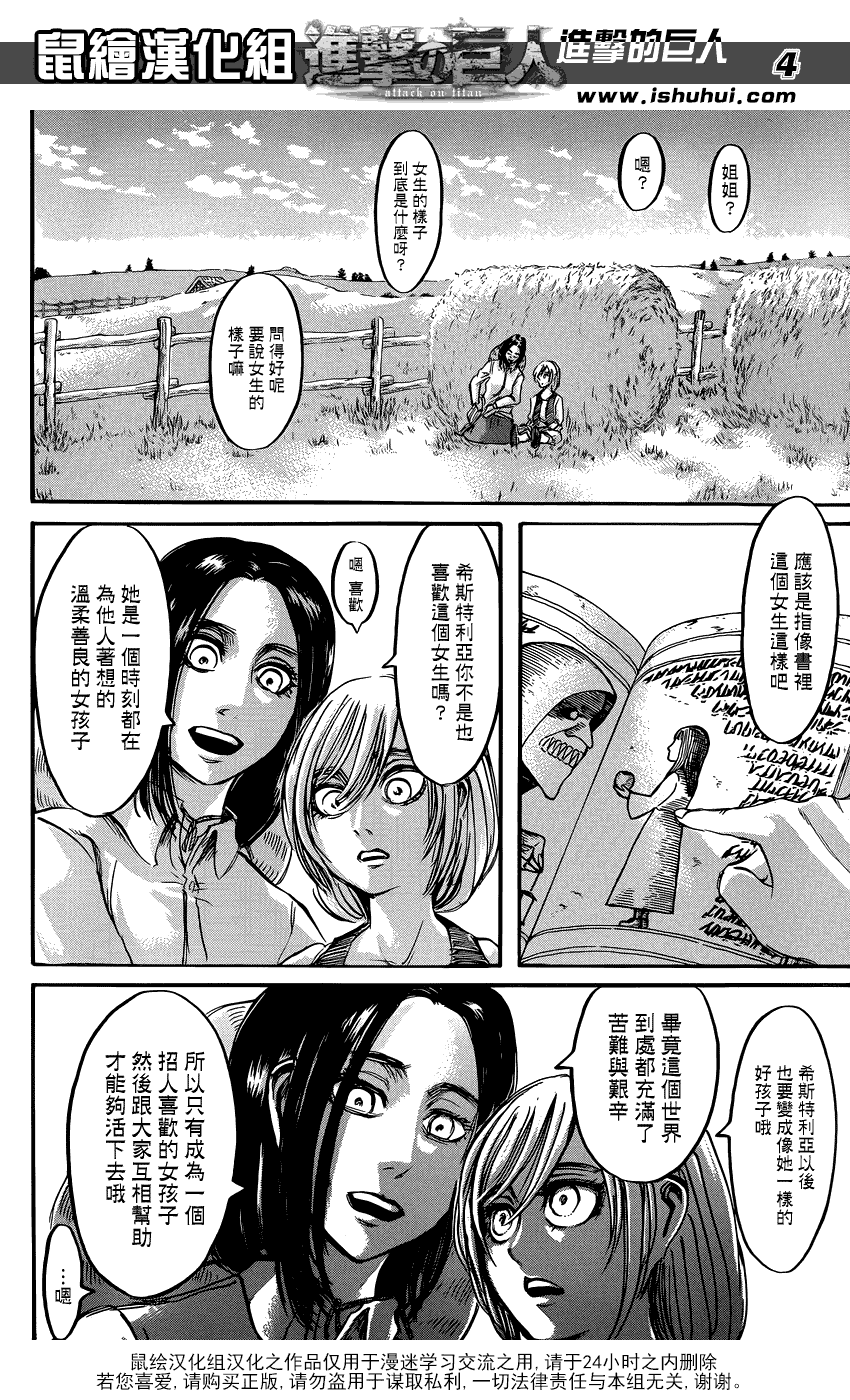 鼠繪漢化組
進撃の巨人
attack on titan
進撃的巨人
www.ishuhui.com
4
姐姐？
嗯？
女生的樣子
到底是什麼呀？
問得好呢
要說女生的
樣子嘛
應該是指像書裡
這個女生這樣吧
希斯特利亞你不是也
喜歡這個女生嗎？
嗯 喜歡
她是一個時刻都在
為他人著想的
溫柔善良的女孩子
希斯特利亞以後
也要變成像她一樣的
好孩子哦
畢竟這個世界
到處都充滿了
苦難與艱辛
所以只有成為一個
招人喜歡的女孩子
然後跟大家互相幫助
才能夠活下去哦
…嗯
鼠绘汉化组汉化之作品仅用于漫迷学习交流之用,请于24小时之内删除
若您喜爱,请购买正版,请勿盗用于谋取私利,一切法律责任与本组无关,谢谢。